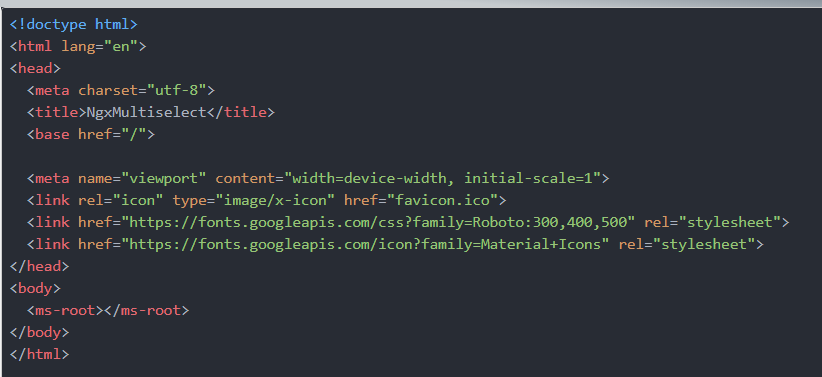 <!doctype html>
<html lang="en">
<head>
  <meta charset="utf-8">
  <title>NgxMultiselect</title>
  <base href="/">

  <meta name="viewport" content="width=device-width, initial-scale=1">
  <link rel="icon" type="image/x-icon" href="favicon.ico">
  <link href="https://fonts.googleapis.com/css?family=Roboto:300,400,500" rel="stylesheet">
  <link href="https://fonts.googleapis.com/icon?family=Material+Icons" rel="stylesheet">
</head>
<body>
  <ms-root></ms-root>
</body>
</html>